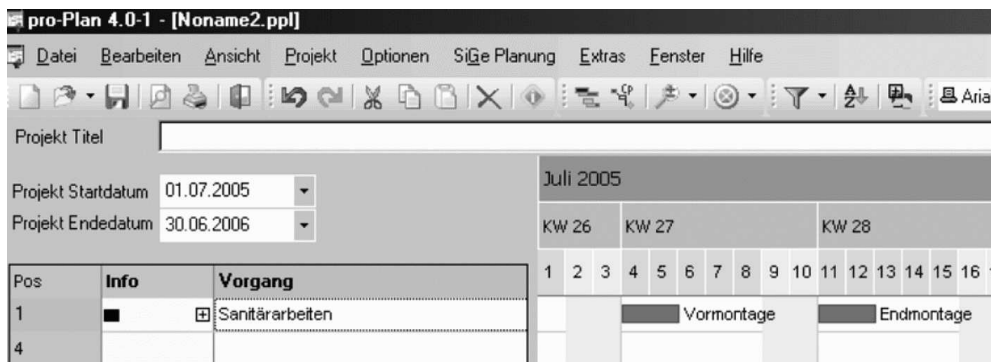 pro-Plan 4.0-1 - [Noname2.ppl]
Datei Bearbeiten Ansicht Projekt Optionen SiGe Planung Extras Fenster Hilfe
Aria
Projekt Titel
Projekt Startdatum 01.07.2005
Projekt Endedatum 30.06.2006
Juli 2005
KW 26 KW 27 KW 28
1 2 3 4 5 6 7 8 9 10 11 12 13 14 15 16
Pos Info Vorgang
1 Sanitärarbeiten Vormontage Endmontage
4